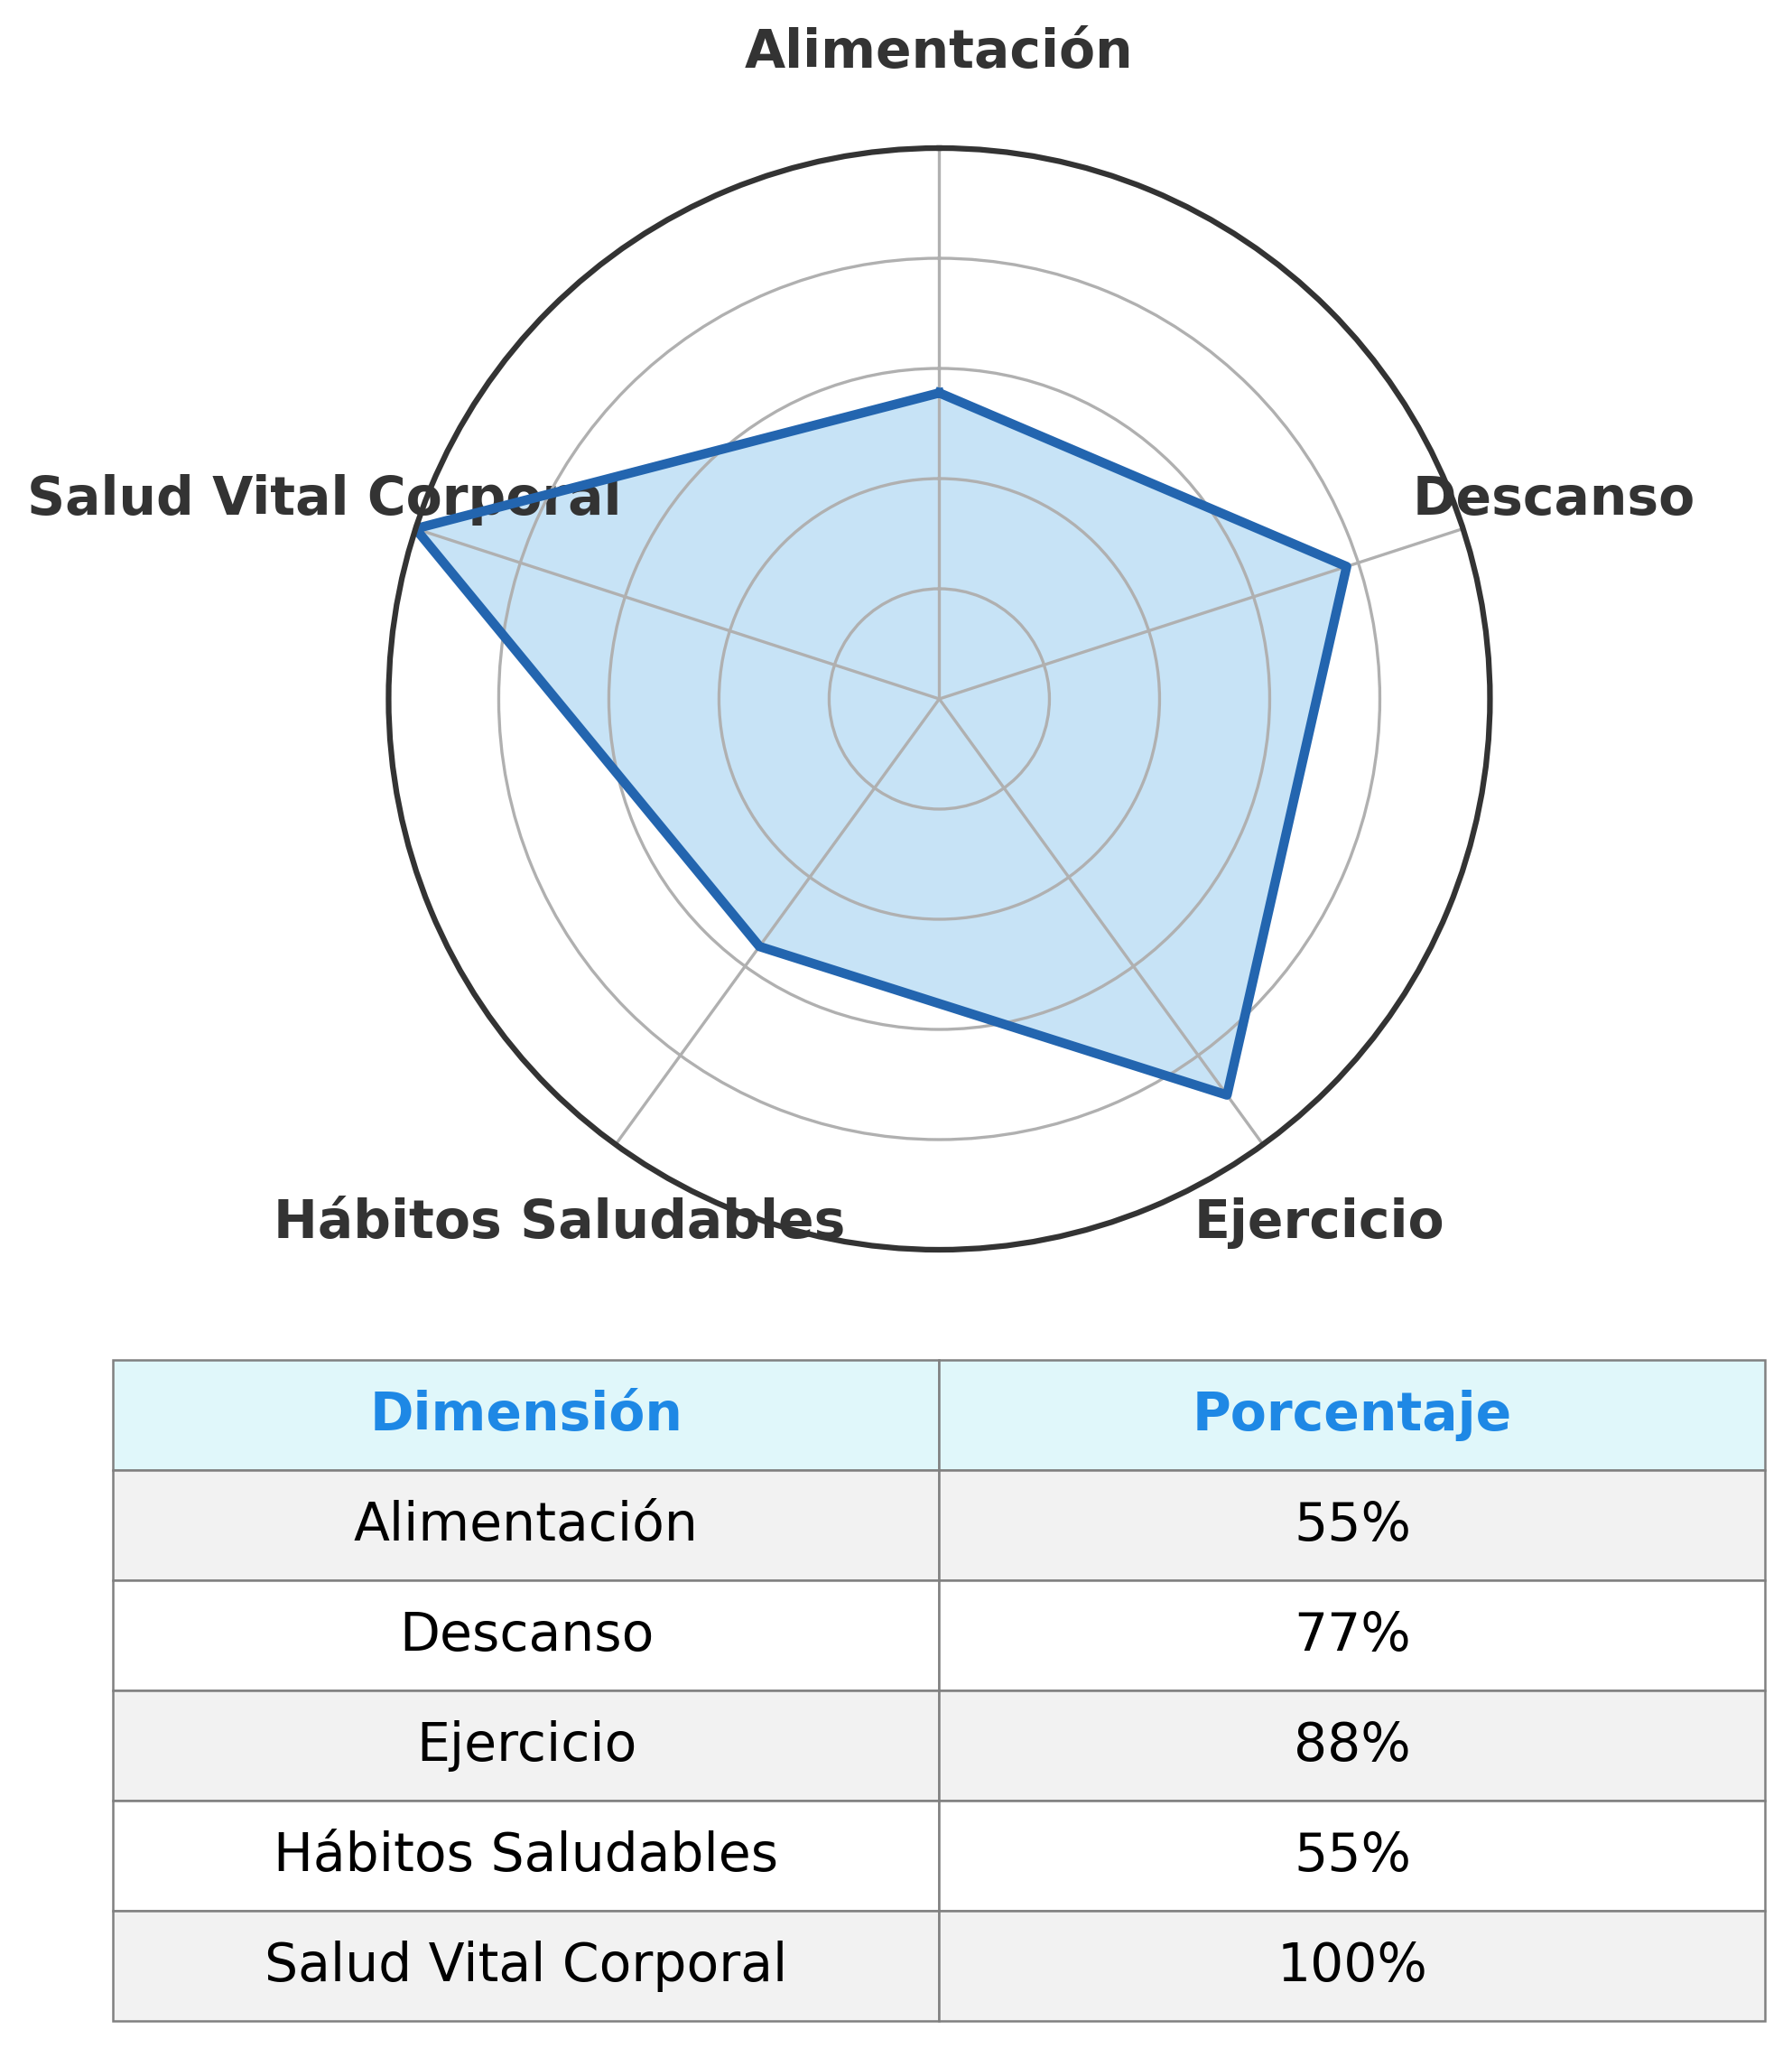 Alimentación
Salud Vital Corporal
Descanso
Hábitos Saludables
Ejercicio
Dimensión Porcentaje
Alimentación 55%
Descanso 77%
Ejercicio 88%
Hábitos Saludables 55%
Salud Vital Corporal 100%